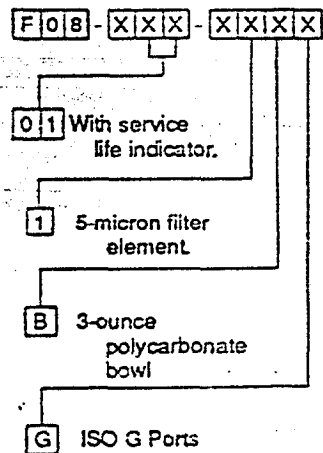 F08-XXX-XXXX
01 With service
life indicator.
1 5-micron filter
element.
B 3-ounce
polycarbonate
bowl
G ISO G Ports